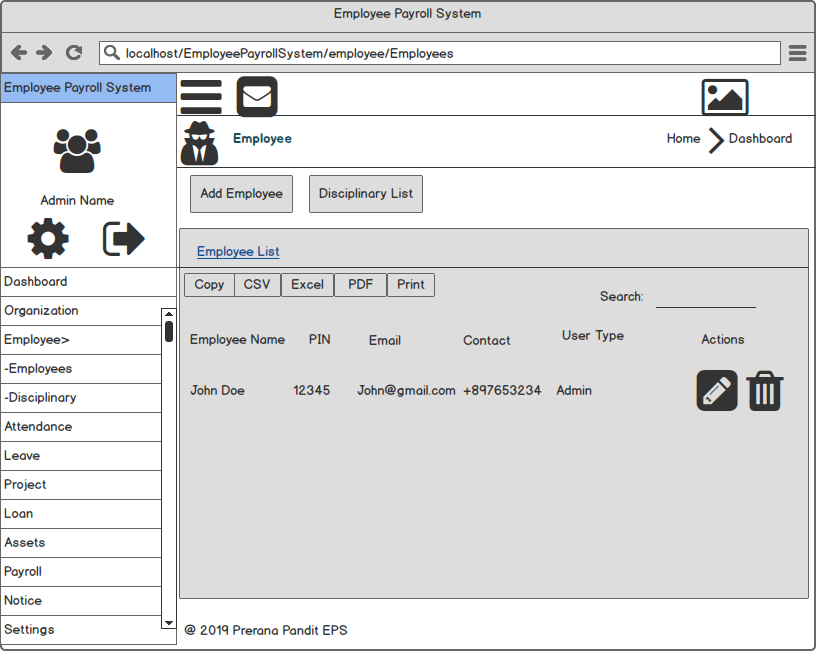 Employee Payroll System
localhost/EmployeePayrollSystem/employee/Employees
Employee Payroll System
Admin Name
Dashboard
Organization
Employee>
-Employees
-Disciplinary
Attendance
Leave
Project
Loan
Assets
Payroll
Notice
Settings
Employee
Home Dashboard
Add Employee Disciplinary List
Employee List
Copy CSV Excel PDF Print
Search:
Employee Name PIN Email Contact User Type Actions
John Doe 12345 John@gmail.com +897653234 Admin
@ 2019 Prerana Pandit EPS